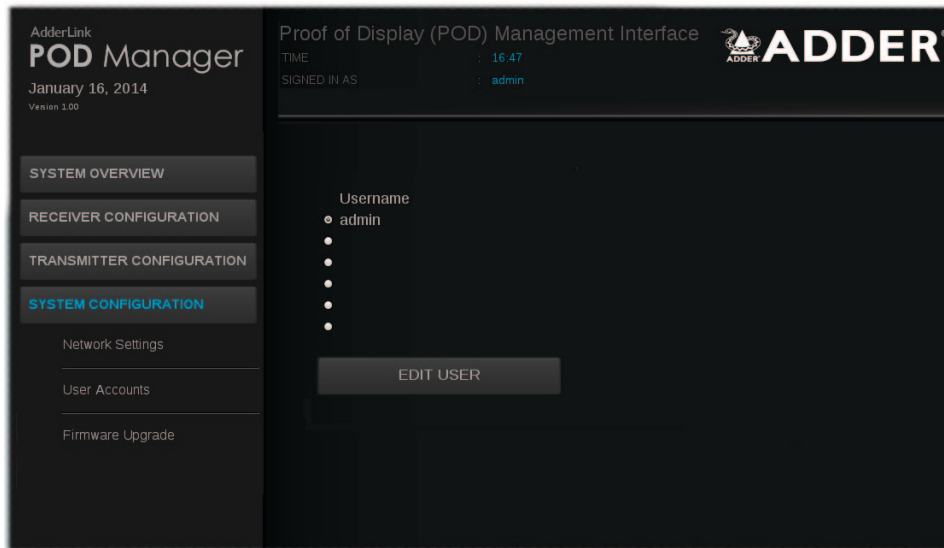 AdderLink
POD Manager
January 16, 2014
Version 1.00
Proof of Display (POD) Management Interface
TIME : 16:47
SIGNED IN AS : admin
ADDER
ADDER®
SYSTEM OVERVIEW
RECEIVER CONFIGURATION
TRANSMITTER CONFIGURATION
SYSTEM CONFIGURATION
Network Settings
User Accounts
Firmware Upgrade
Username
admin
EDIT USER